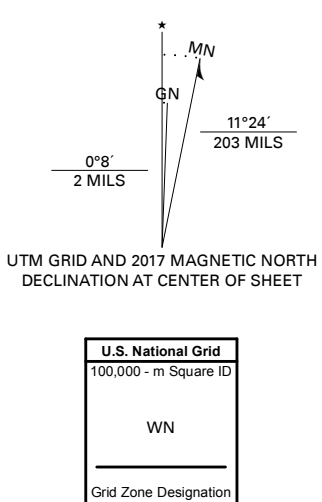 ★
MN
GN
11°24´
203 MILS
0°8´
2 MILS
UTM GRID AND 2017 MAGNETIC NORTH
DECLINATION AT CENTER OF SHEET
U.S. National Grid
100,000 - m Square ID
WN
Grid Zone Designation